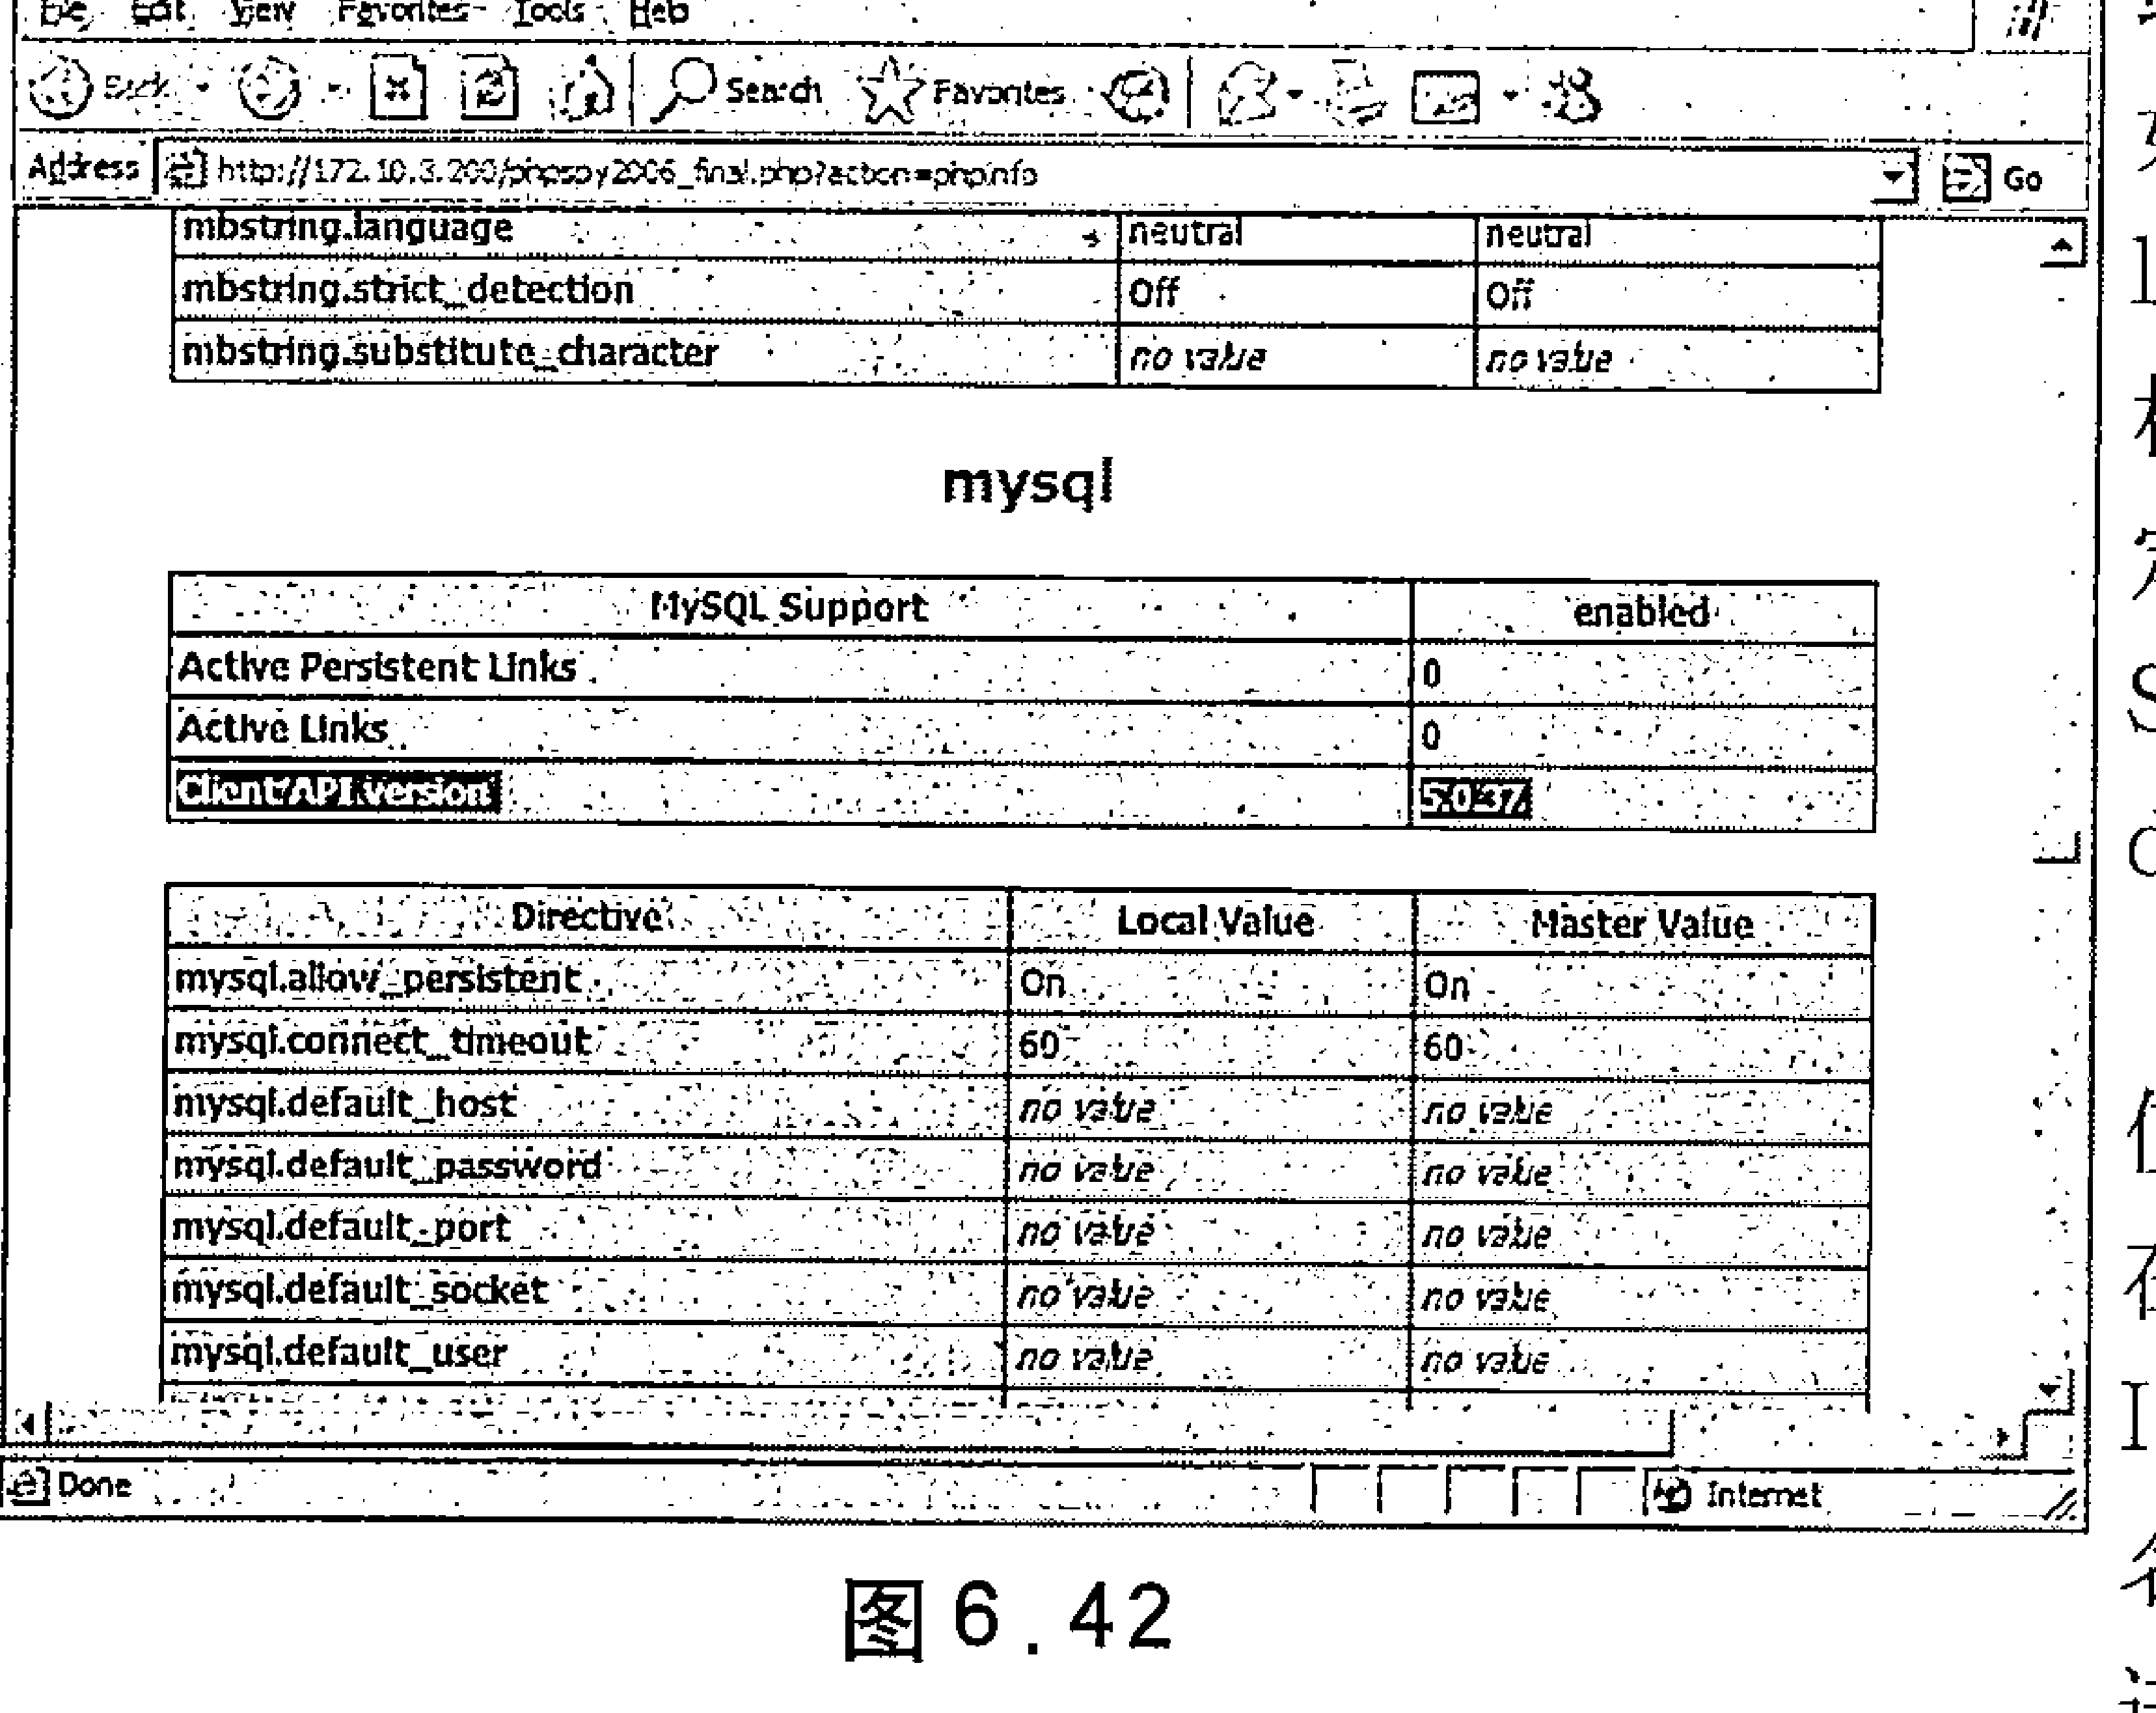 Edit View Favorites Tools Help
Back Search Favorites
Address http://172.10.3.200/phpspy2006_final.php?action=phpinfo Go
mbstring.language neutral neutral
mbstring.strict_detection Off Off
mbstring.substitute_character no value no value
mysql
MySQL Support enabled
Active Persistent Links 0
Active Links 0
Client API version 5.0.37
Directive Local Value Master Value
mysql.allow_persistent On On
mysql.connect_timeout 60 60
mysql.default_host no value no value
mysql.default_password no value no value
mysql.default_port no value no value
mysql.default_socket no value no value
mysql.default_user no value no value
Done Internet
图6.42